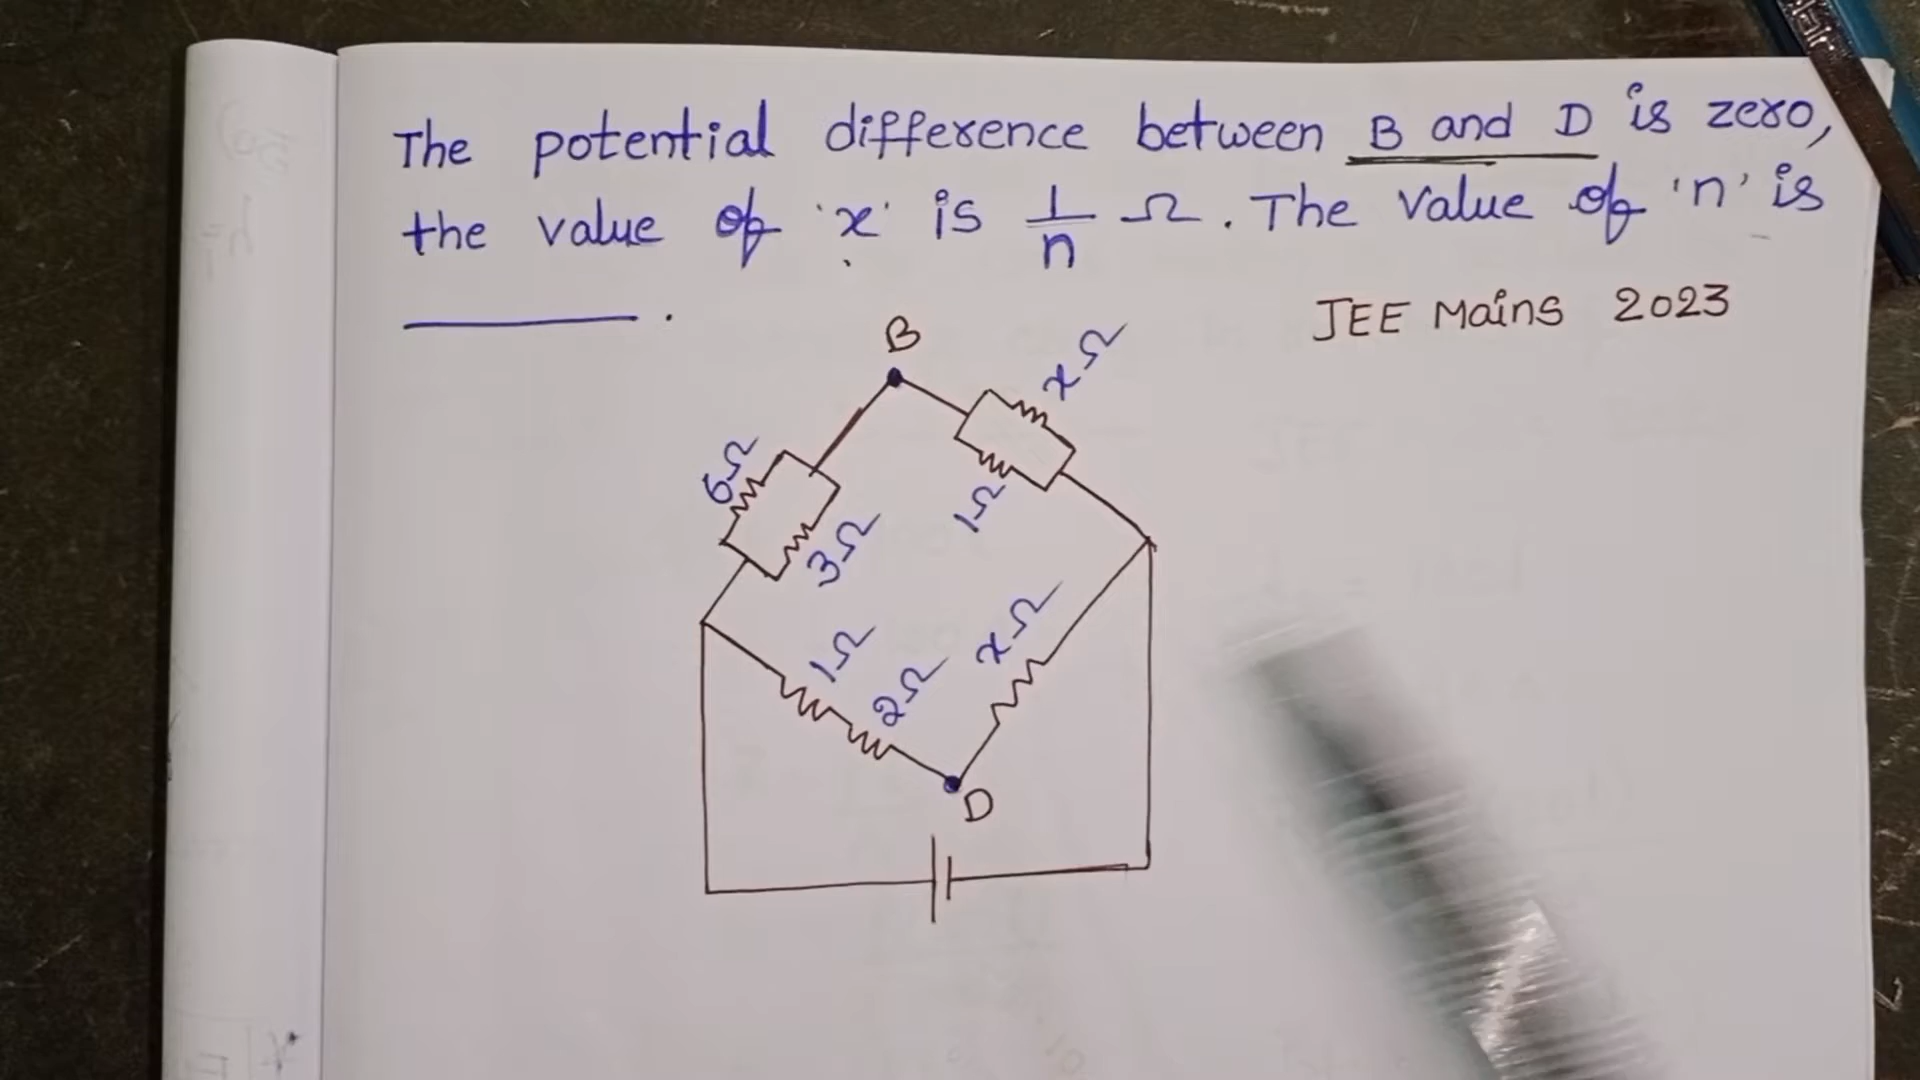 The potential difference between B and D is zero,
the value of 'x' is 1/n Ω. The value of 'n' is
______.
JEE Mains 2023
B
xΩ
6Ω
1Ω
3Ω
1Ω
xΩ
2Ω
D